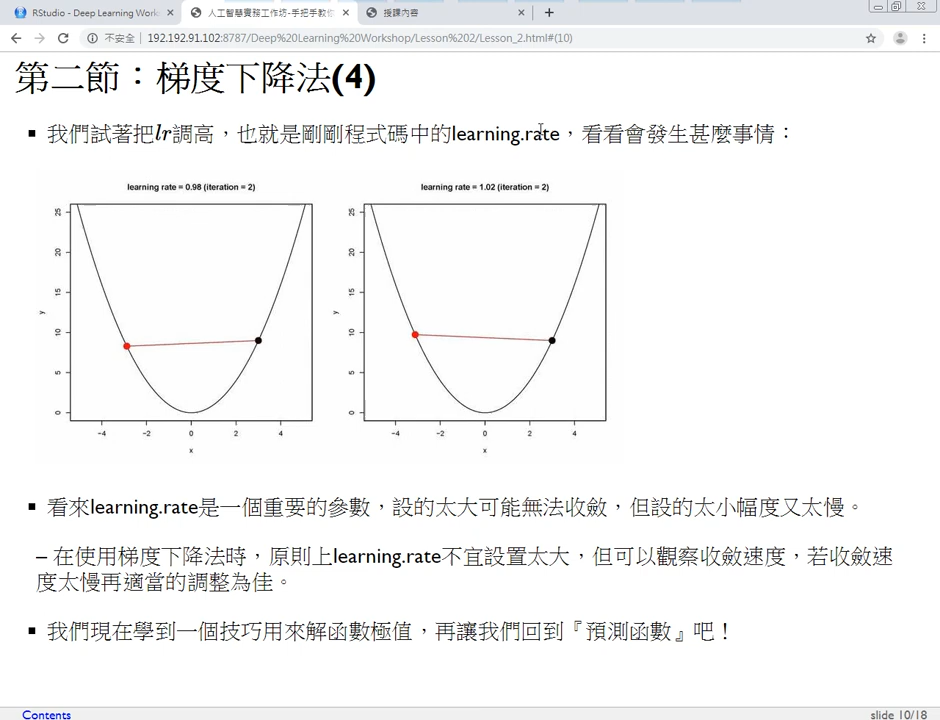 RStudio - Deep Learning Work
人工智慧實務工作坊-手把手教你
授課內容
不安全 | 192.192.91.102:8787/Deep%20Learning%20Workshop/Lesson%202/Lesson_2.html#(10)
第二節：梯度下降法(4)
▪ 我們試著把lr調高，也就是剛剛程式碼中的learning.rate，看看會發生甚麼事情：
learning rate = 0.98 (iteration = 2)
learning rate = 1.02 (iteration = 2)
25
20
15
10
5
0
y
-4 -2 0 2 4
x
25
20
15
10
5
0
y
-4 -2 0 2 4
x
▪ 看來learning.rate是一個重要的參數，設的太大可能無法收斂，但設的太小幅度又太慢。
– 在使用梯度下降法時，原則上learning.rate不宜設置太大，但可以觀察收斂速度，若收斂速
度太慢再適當的調整為佳。
▪ 我們現在學到一個技巧用來解函數極值，再讓我們回到『預測函數』吧！
Contents
slide 10/18